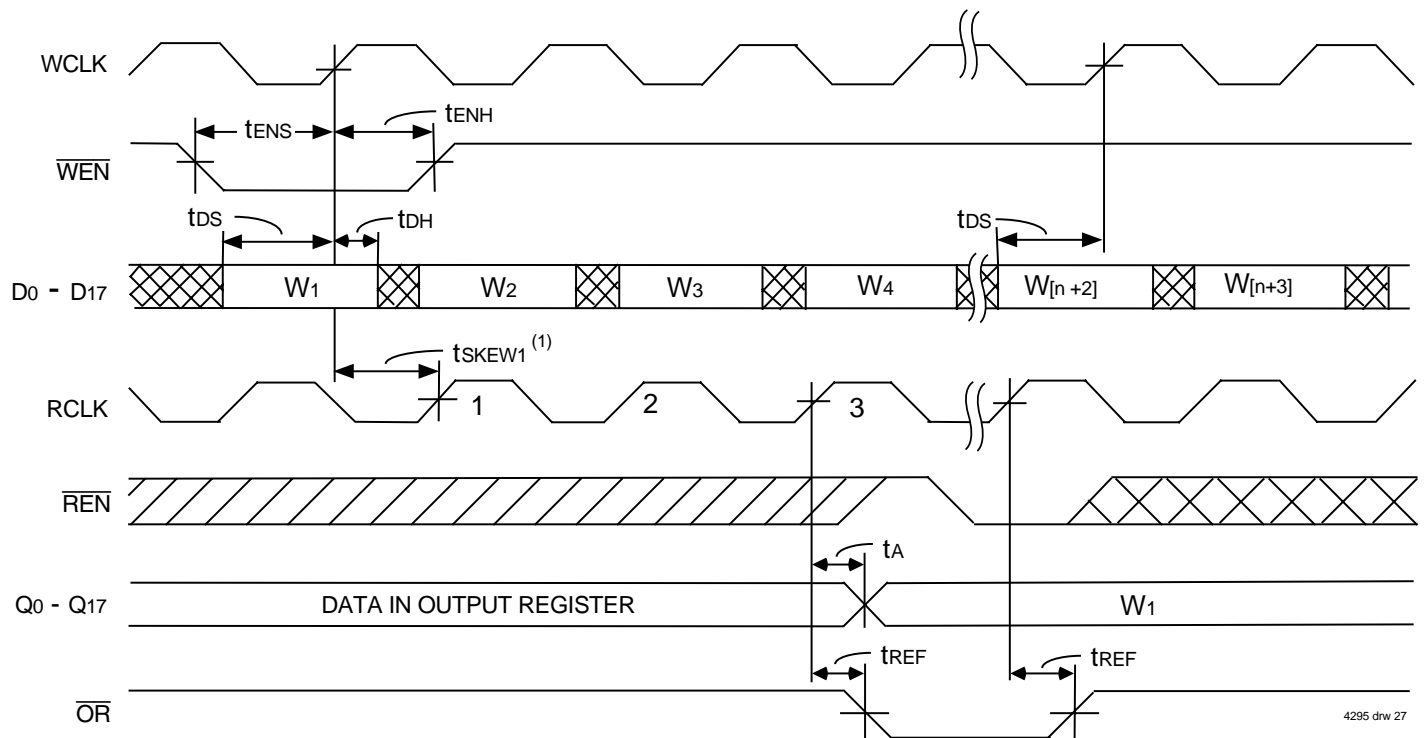 WCLK
tENS
tENH
WEN
tDS
tDH
tDS
D0 - D17
W1
W2
W3
W4
W[n +2]
W[n+3]
tSKEW1 (1)
RCLK
1
2
3
REN
tA
Q0 - Q17
DATA IN OUTPUT REGISTER
W1
tREF
tREF
OR
4295 drw 27